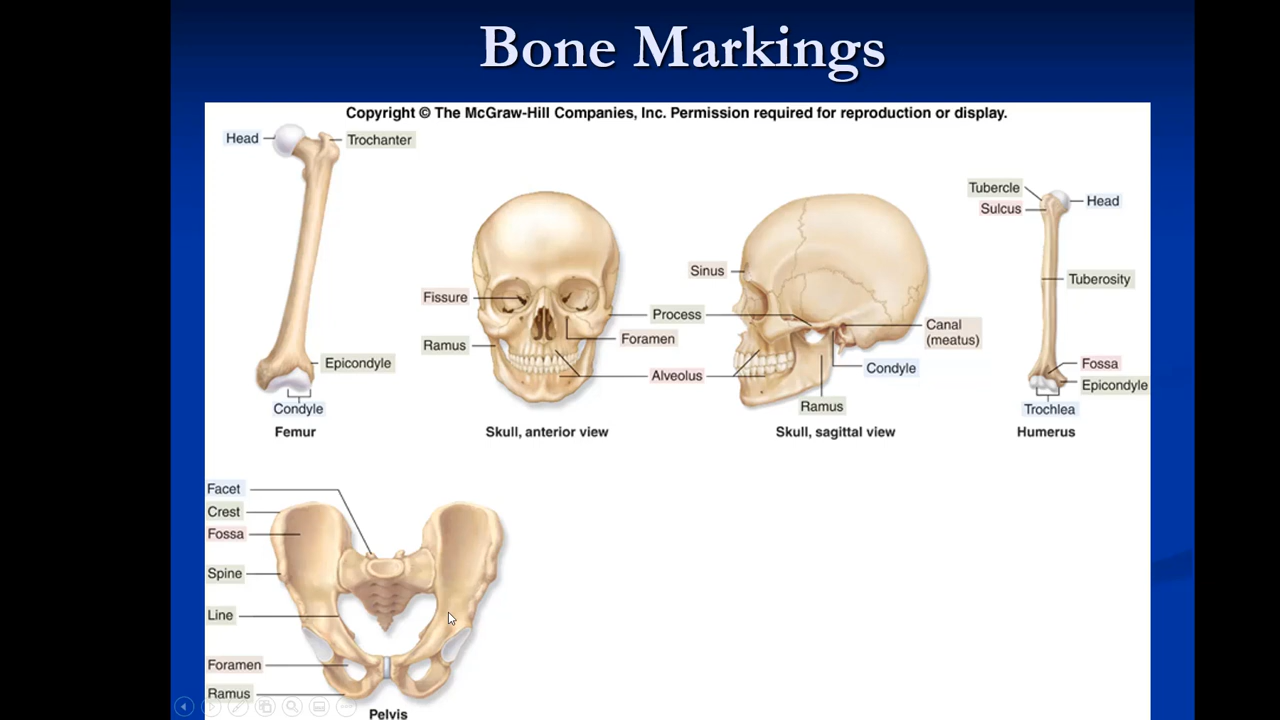 Bone Markings
Copyright © The McGraw-Hill Companies, Inc. Permission required for reproduction or display.
Head
Trochanter
Epicondyle
Condyle
Femur
Fissure
Ramus
Process
Foramen
Alveolus
Skull, anterior view
Sinus
Canal
(meatus)
Condyle
Ramus
Skull, sagittal view
Tubercle
Sulcus
Head
Tuberosity
Fossa
Epicondyle
Trochlea
Humerus
Facet
Crest
Fossa
Spine
Line
Foramen
Ramus
Pelvis